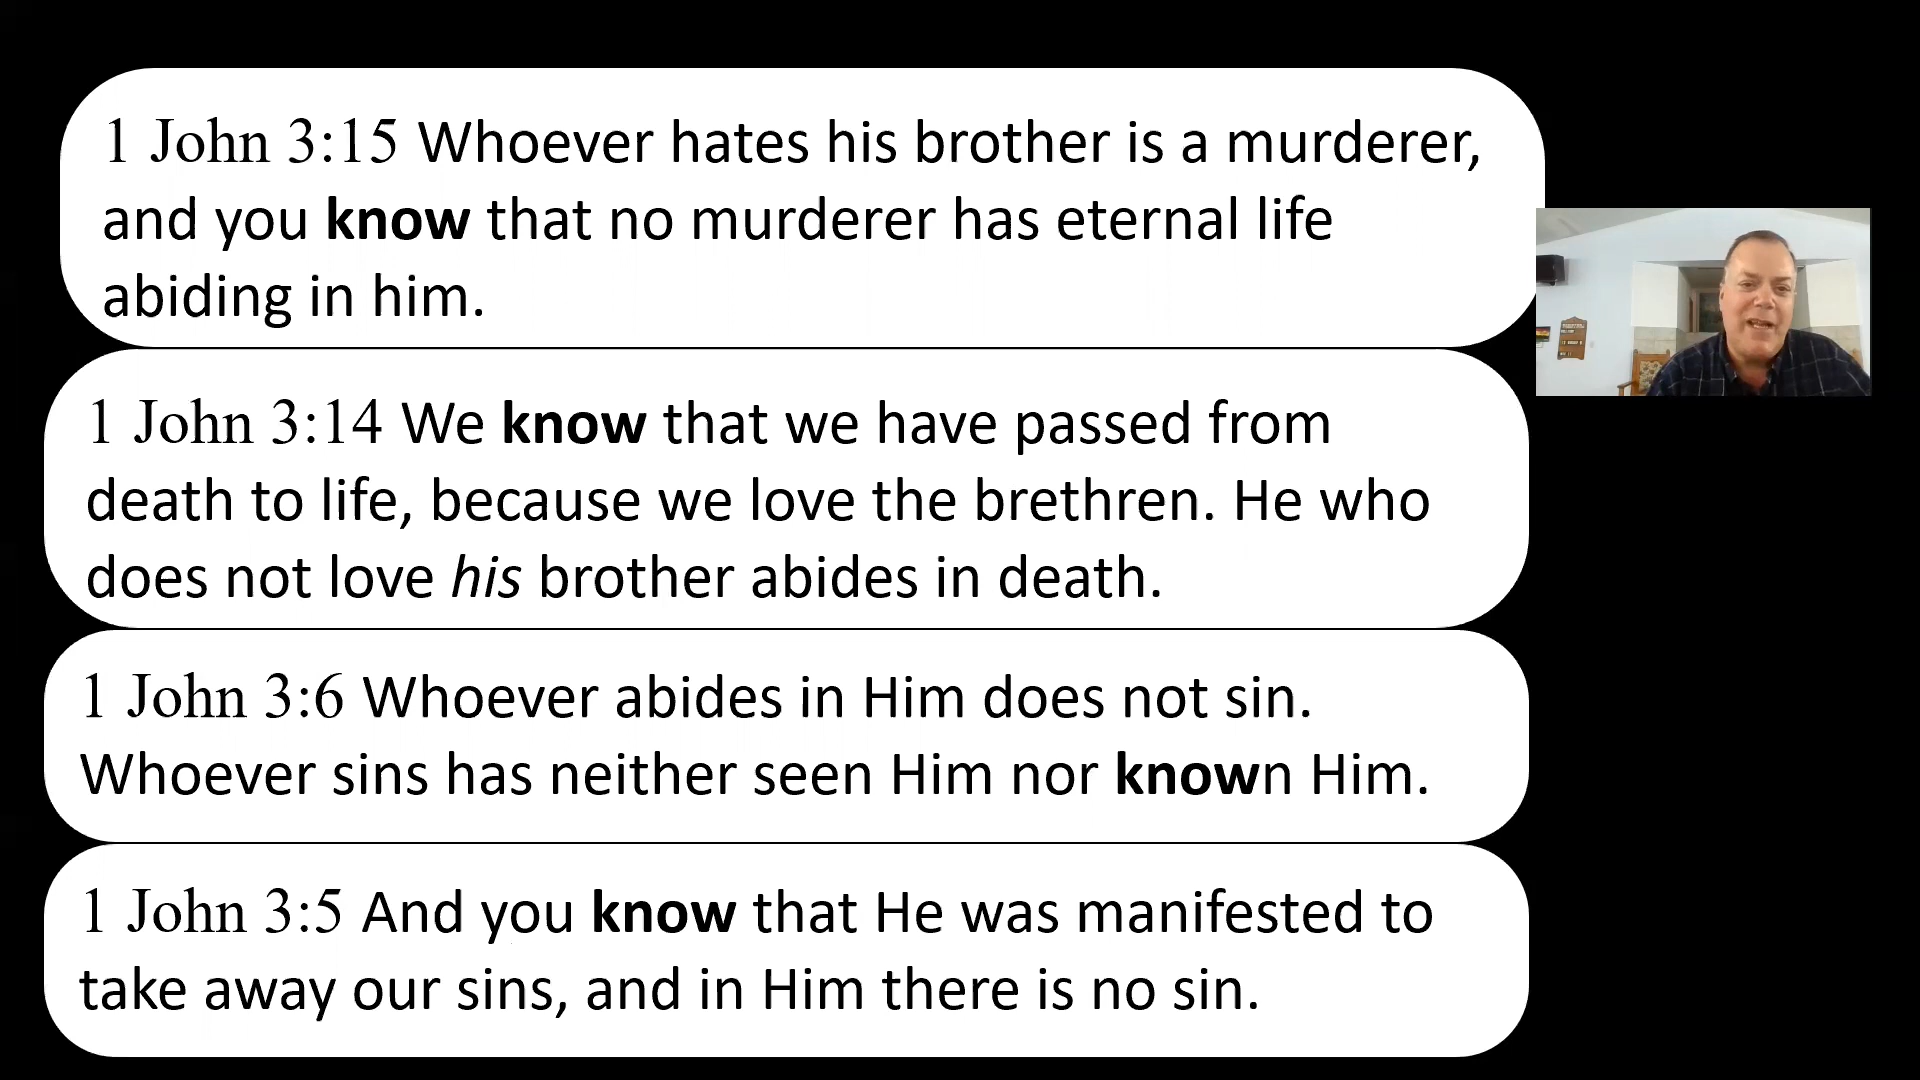 1 John 3:15 Whoever hates his brother is a murderer,
and you know that no murderer has eternal life
abiding in him.
1 John 3:14 We know that we have passed from
death to life, because we love the brethren. He who
does not love his brother abides in death.
1 John 3:6 Whoever abides in Him does not sin.
Whoever sins has neither seen Him nor known Him.
1 John 3:5 And you know that He was manifested to
take away our sins, and in Him there is no sin.